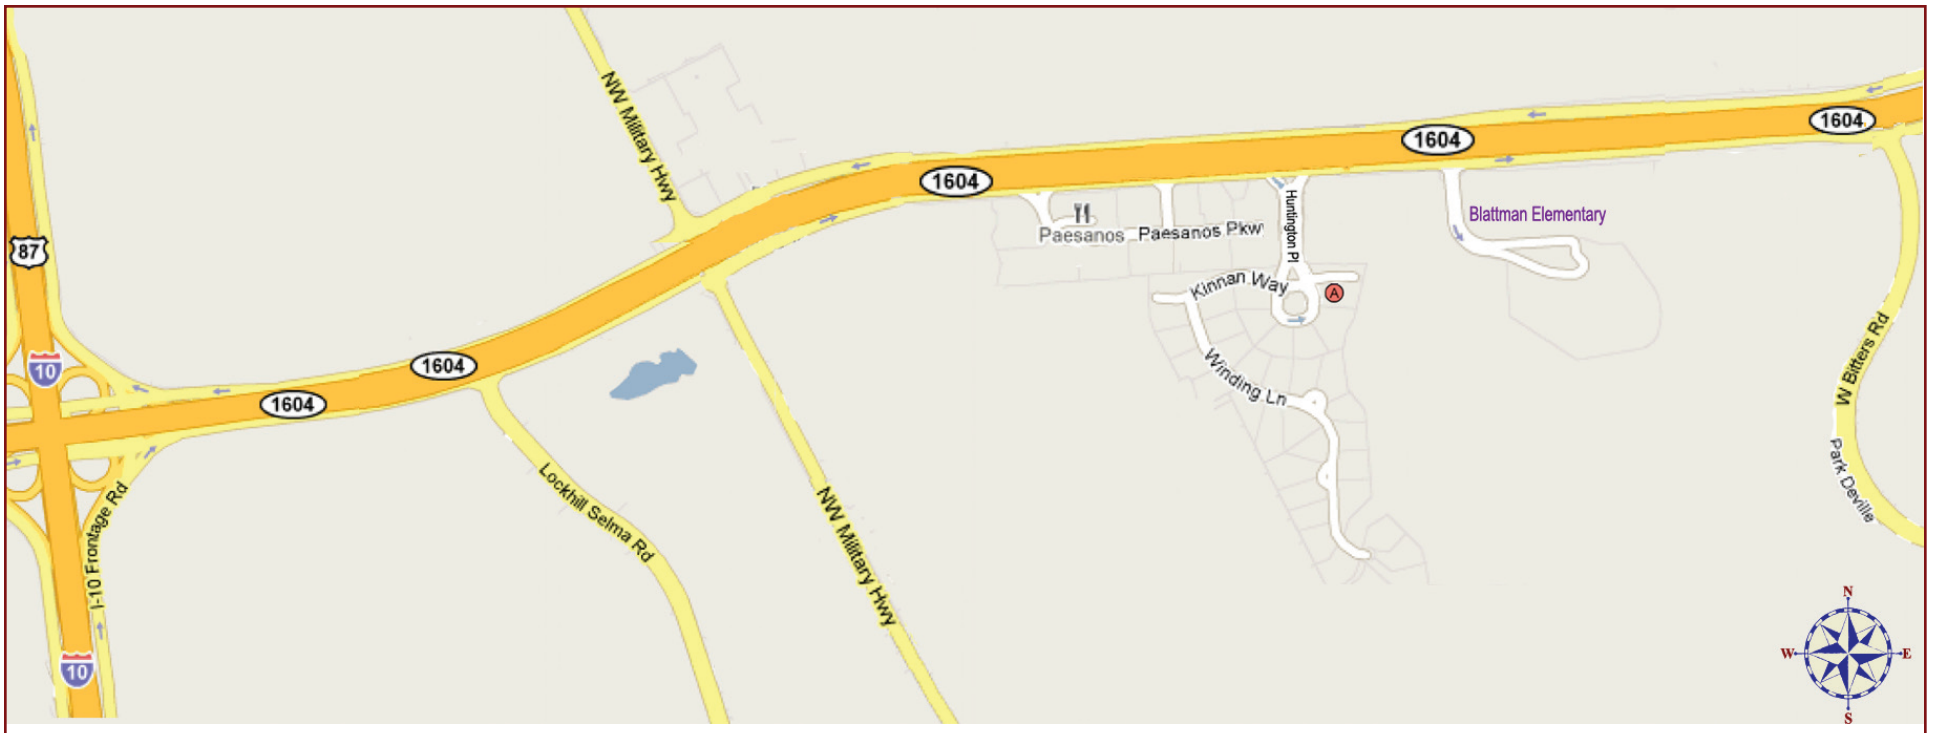 NW Military Hwy
1604
1604
1604
87
Paesanos
Paesanos Pkwy
Huntington Pl
Blattman Elementary
Kinnan Way
A
10
1604
1604
Winding Ln
W Bitters Rd
Park Deville
I-10 Frontage Rd
Lockhill Selma Rd
NW Military Hwy
10
N
W
E
S